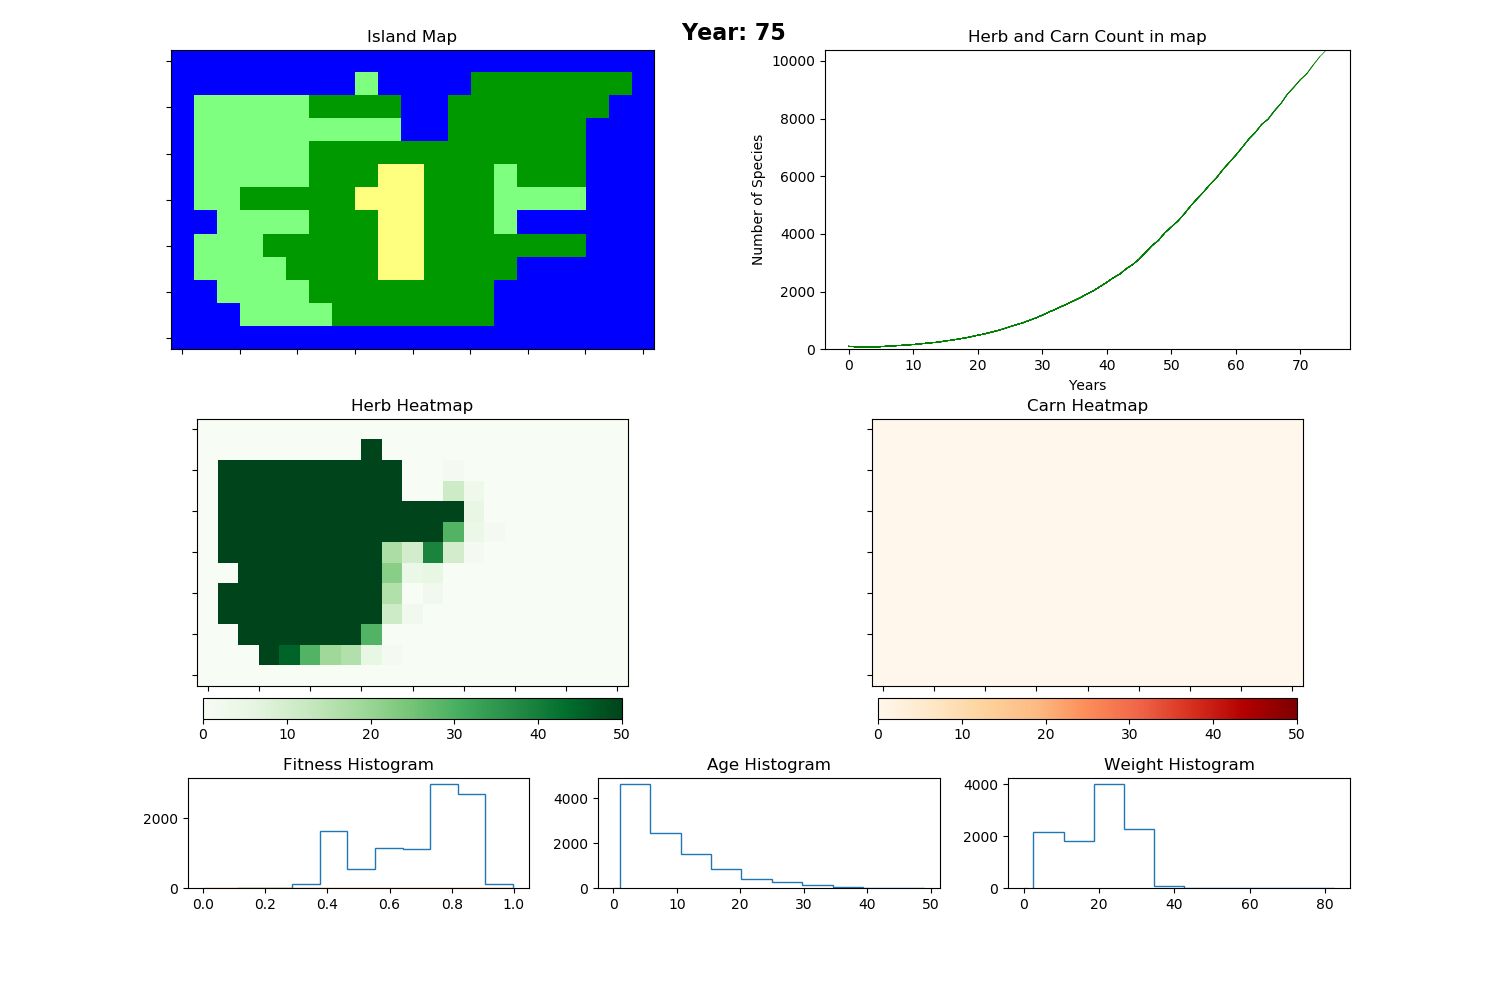 Year: 75
Island Map
Herb and Carn Count in map
10000
8000
6000
4000
2000
0
Number of Species
0 10 20 30 40 50 60 70
Years
Herb Heatmap
Carn Heatmap
0 10 20 30 40 50
0 10 20 30 40 50
Fitness Histogram
Age Histogram
Weight Histogram
2000
0
0.0 0.2 0.4 0.6 0.8 1.0
4000
2000
0
0 10 20 30 40 50
4000
2000
0
0 20 40 60 80